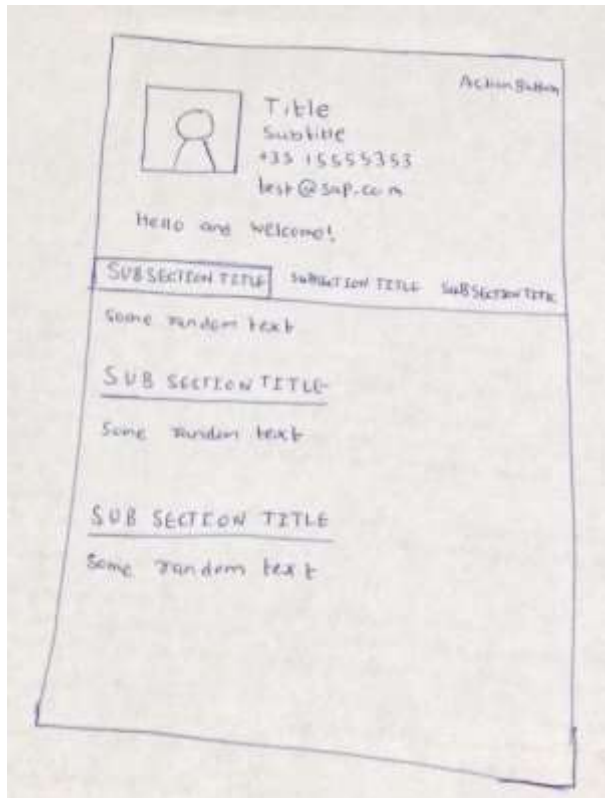 Action Button
Title
Subtitle
+35 15555353
test@sap.com
Hello and welcome!
SUBSECTION TITLE SUBSECTION TITLE SUBSECTION TITLE
Some random text
SUB SECTION TITLE
Some random text
SUB SECTION TITLE
Some random text